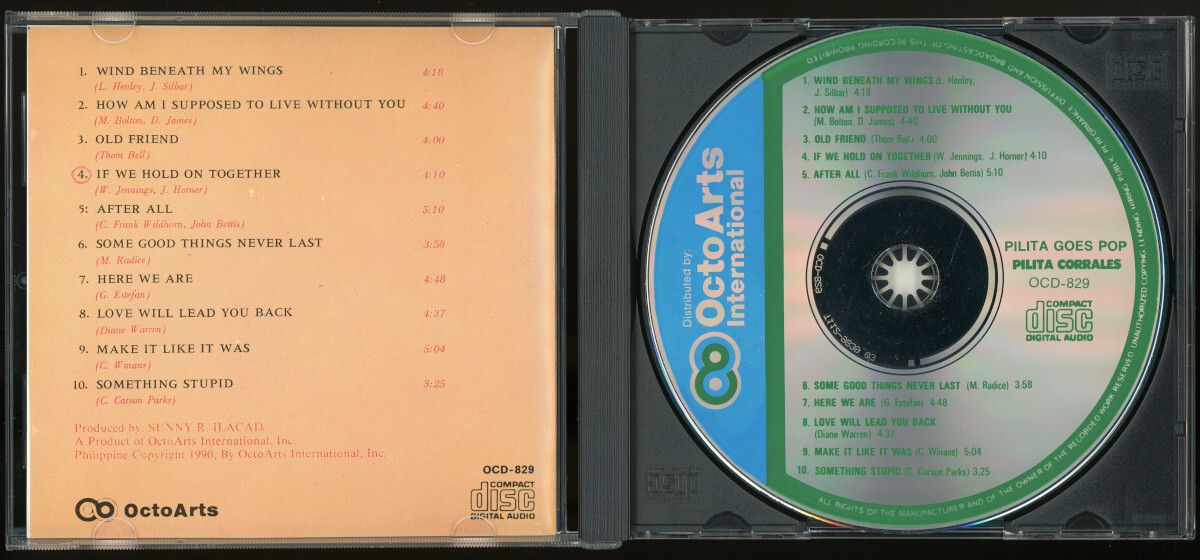 1. WIND BENEATH MY WINGS 4:18
(L. Henley, J. Silbar)
2. HOW AM I SUPPOSED TO LIVE WITHOUT YOU 4:40
(M. Bolton, D. James)
3. OLD FRIEND 4:00
(Thom Bell)
4. IF WE HOLD ON TOGETHER 4:10
(W. Jennings, J. Horner)
5: AFTER ALL 5:10
(C. Frank Wildhorn, John Bettis)
6. SOME GOOD THINGS NEVER LAST 3:58
(M. Radice)
7. HERE WE ARE 4:48
(G. Estefan)
8. LOVE WILL LEAD YOU BACK 4:37
(Diane Warren)
9. MAKE IT LIKE IT WAS 5:04
(C. Winans)
10. SOMETHING STUPID 3:25
(C. Carson Parks)
Produced by: SUNNY R. ILACAD.
A Product of OctoArts International, Inc.
Philippine Copyright 1990, By OctoArts International, Inc.
OctoArts
OCD-829
COMPACT
disc
DIGITAL AUDIO
Distributed by:
OctoArts
International
1. WIND BENEATH MY WINGS (L. Henley,
J. Silbar) 4:18
2. HOW AM I SUPPOSED TO LIVE WITHOUT YOU
(M. Bolton, D. James) 4:40
3. OLD FRIEND (Thom Bell) 4:00
4. IF WE HOLD ON TOGETHER (W. Jennings, J. Horner) 4:10
5. AFTER ALL (C. Frank Wildhorn, John Bettis) 5:10
PILITA GOES POP
PILITA CORRALES
OCD-829
COMPACT
disc
DIGITAL AUDIO
6. SOME GOOD THINGS NEVER LAST (M. Radice) 3:58
7. HERE WE ARE (G. Estefan) 4:48
8. LOVE WILL LEAD YOU BACK
(Diane Warren) 4:37
9. MAKE IT LIKE IT WAS (C Winans) 5:04
10. SOMETHING STUPID (C. Carson Parks) 3:25
ALL RIGHTS OF THE MANUFACTURER AND OF THE OWNER OF THE RECORDED WORK RESERVED UNAUTHORIZED COPYING LENDING HIRING PUBLIC PERFORMANCE DIFFUSSION AND BROADCASTING OF THIS RECORDING PROHIBITED